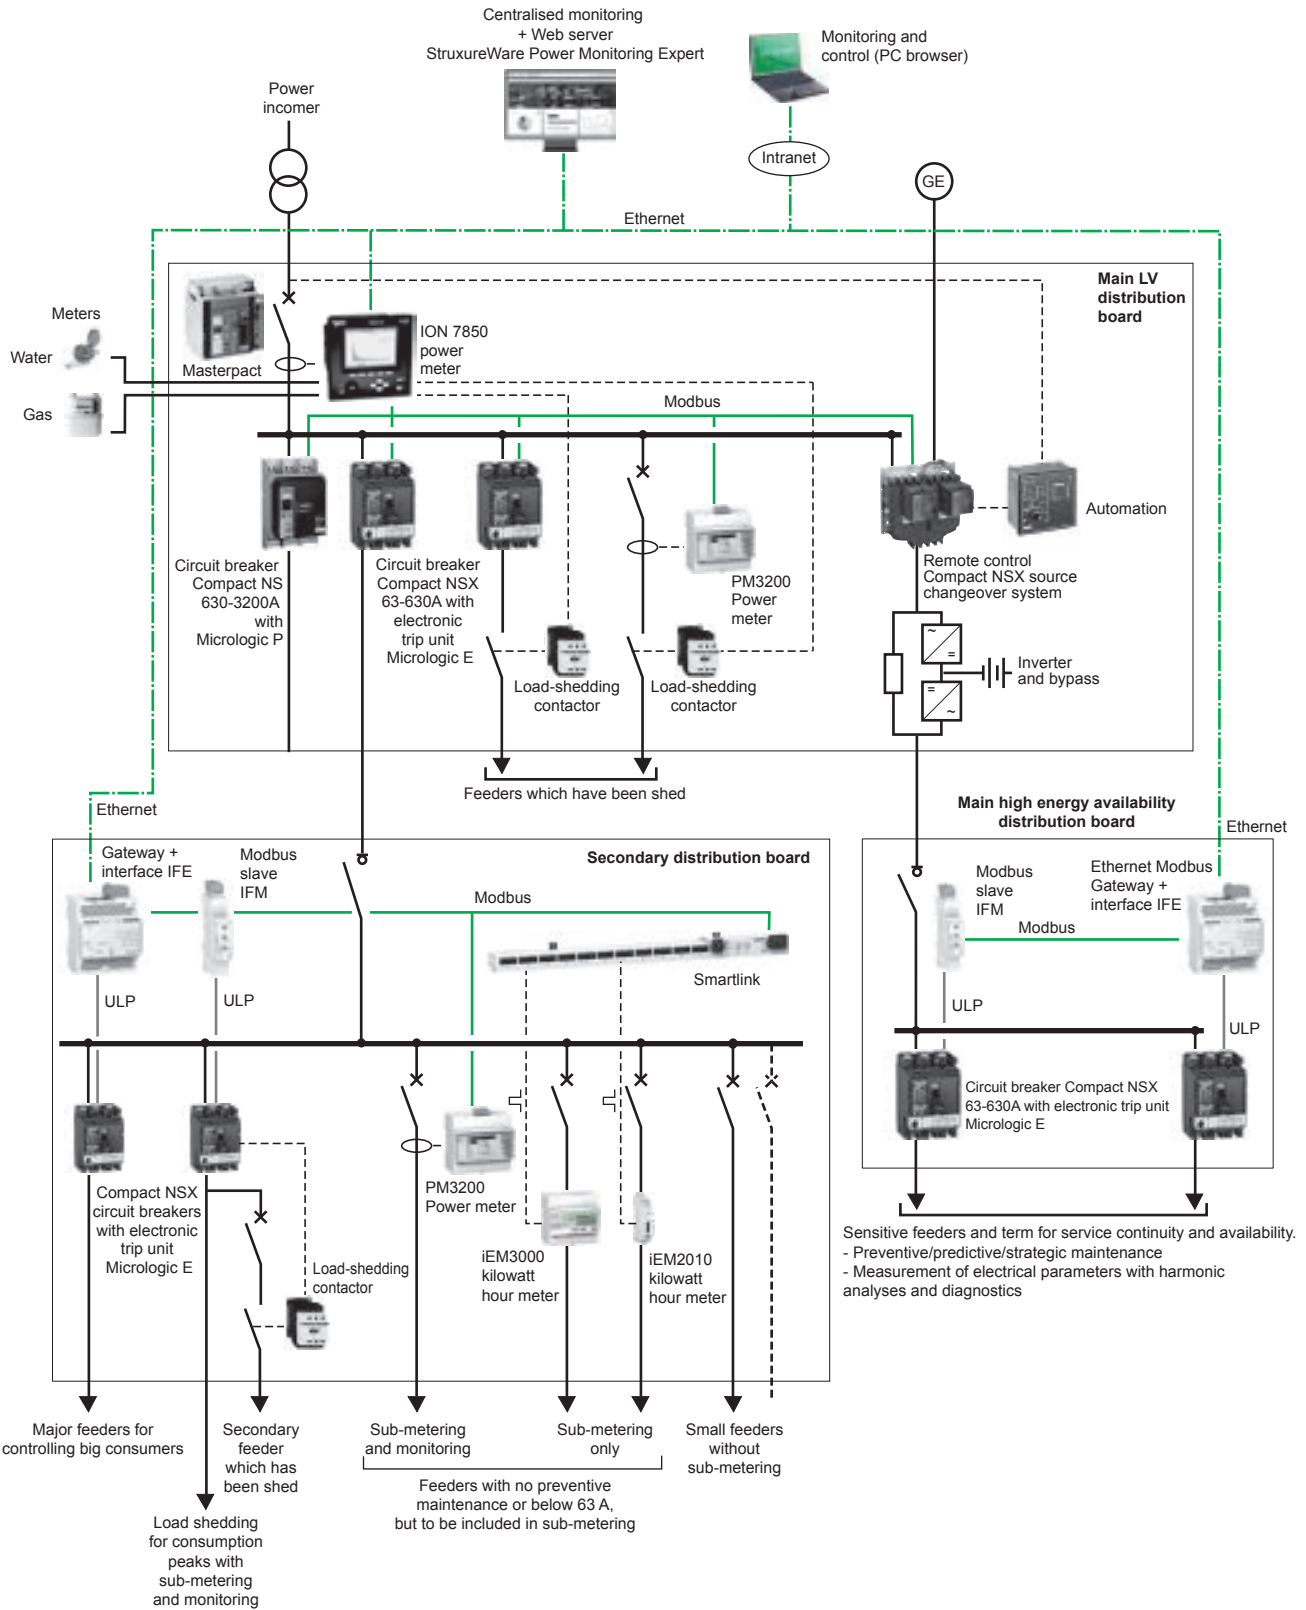 Centralised monitoring
+ Web server
StruxureWare Power Monitoring Expert
Monitoring and
control (PC browser)
Power
incomer
Intranet
GE
Ethernet
Main LV
distribution
board
Meters
Water
Gas
Masterpact
ION 7850
power
meter
Modbus
Automation
Circuit breaker
Compact NS
630-3200A
with
Micrologic P
Circuit breaker
Compact NSX
63-630A with
electronic
trip unit
Micrologic E
PM3200
Power
meter
Remote control
Compact NSX source
changeover system
~
=
=
~
Inverter
and bypass
Load-shedding
contactor
Load-shedding
contactor
Feeders which have been shed
Ethernet
Main high energy availability
distribution board
Ethernet
Secondary distribution board
Gateway +
interface IFE
Modbus
slave
IFM
Modbus
Smartlink
ULP
ULP
Modbus
slave
IFM
Ethernet Modbus
Gateway +
interface IFE
Modbus
ULP
ULP
Circuit breaker Compact NSX
63-630A with electronic trip unit
Micrologic E
Compact NSX
circuit breakers
with electronic
trip unit
Micrologic E
Load-shedding
contactor
PM3200
Power meter
iEM3000
kilowatt
hour meter
iEM2010
kilowatt
hour meter
Sensitive feeders and term for service continuity and availability.
- Preventive/predictive/strategic maintenance
- Measurement of electrical parameters with harmonic
analyses and diagnostics
Major feeders for
controlling big consumers
Secondary
feeder
which has
been shed
Sub-metering
and monitoring
Sub-metering
only
Small feeders
without
sub-metering
Feeders with no preventive
maintenance or below 63 A,
but to be included in sub-metering
Load shedding
for consumption
peaks with
sub-metering
and monitoring